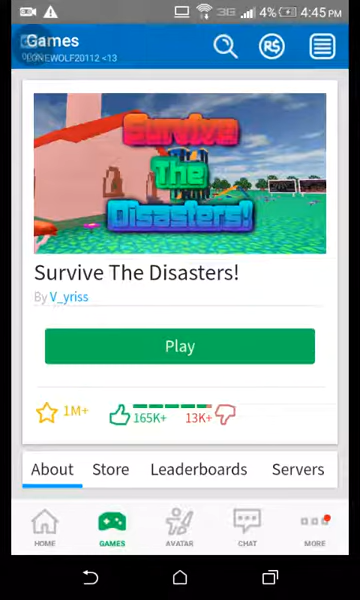 3G 4% 4:45 PM
Games
R$
<13
Survive
The
Disasters!
Survive The Disasters!
By V_yriss
Play
1M+ 165K+ 13K+
About Store Leaderboards Servers
HOME GAMES AVATAR CHAT MORE